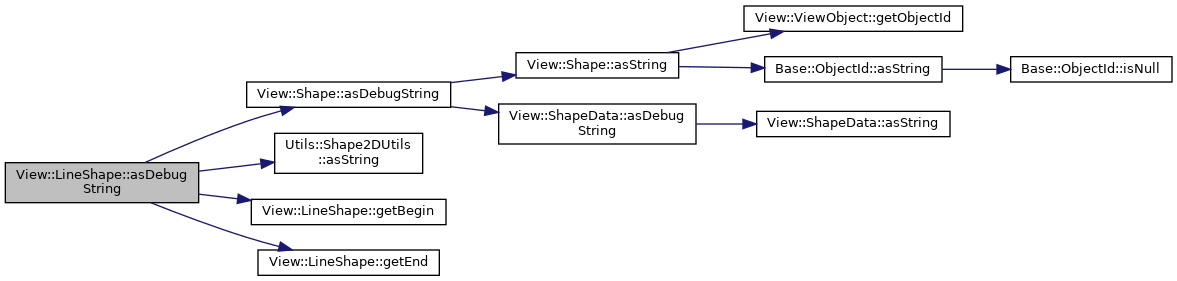 View::ViewObject::getObjectId
View::Shape::asString
Base::ObjectId::asString
Base::ObjectId::isNull
View::Shape::asDebugString
View::ShapeData::asDebug
String
View::ShapeData::asString
Utils::Shape2DUtils
::asString
View::LineShape::asDebug
String
View::LineShape::getBegin
View::LineShape::getEnd